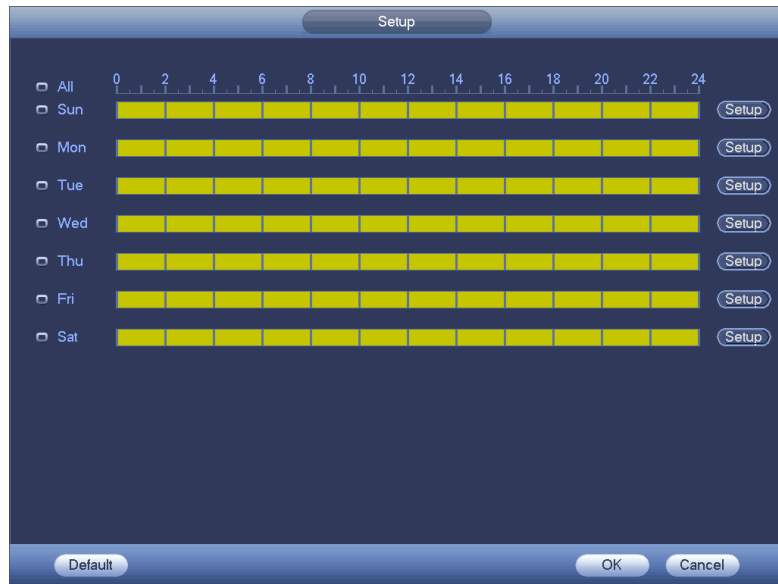 Setup
All 0 2 4 6 8 10 12 14 16 18 20 22 24
Sun Setup
Mon Setup
Tue Setup
Wed Setup
Thu Setup
Fri Setup
Sat Setup
Default OK Cancel